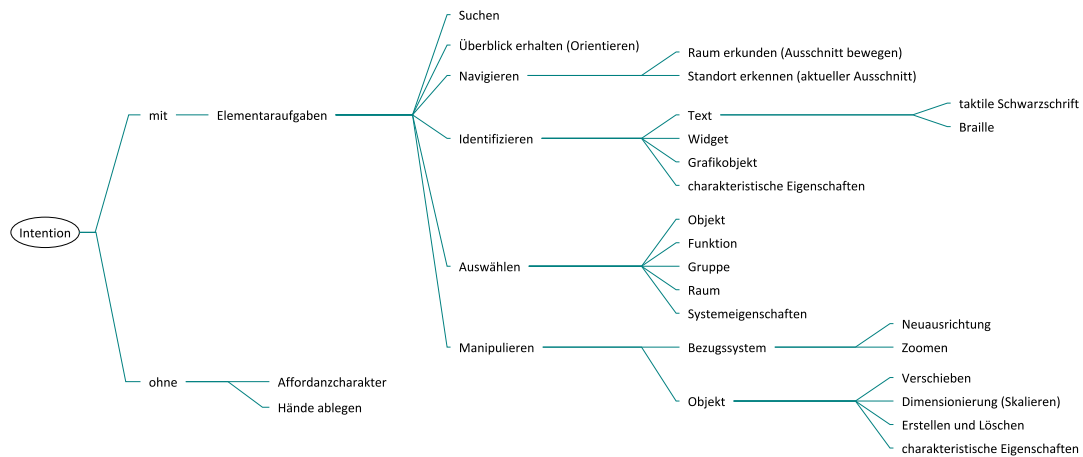 Intention
mit
Elementaraufgaben
Suchen
Überblick erhalten (Orientieren)
Navigieren
Raum erkunden (Ausschnitt bewegen)
Standort erkennen (aktueller Ausschnitt)
Identifizieren
Text
taktile Schwarzschrift
Braille
Widget
Grafikobjekt
charakteristische Eigenschaften
Auswählen
Objekt
Funktion
Gruppe
Raum
Systemeigenschaften
Manipulieren
Bezugssystem
Neuausrichtung
Zoomen
Objekt
Verschieben
Dimensionierung (Skalieren)
Erstellen und Löschen
charakteristische Eigenschaften
ohne
Affordanzcharakter
Hände ablegen